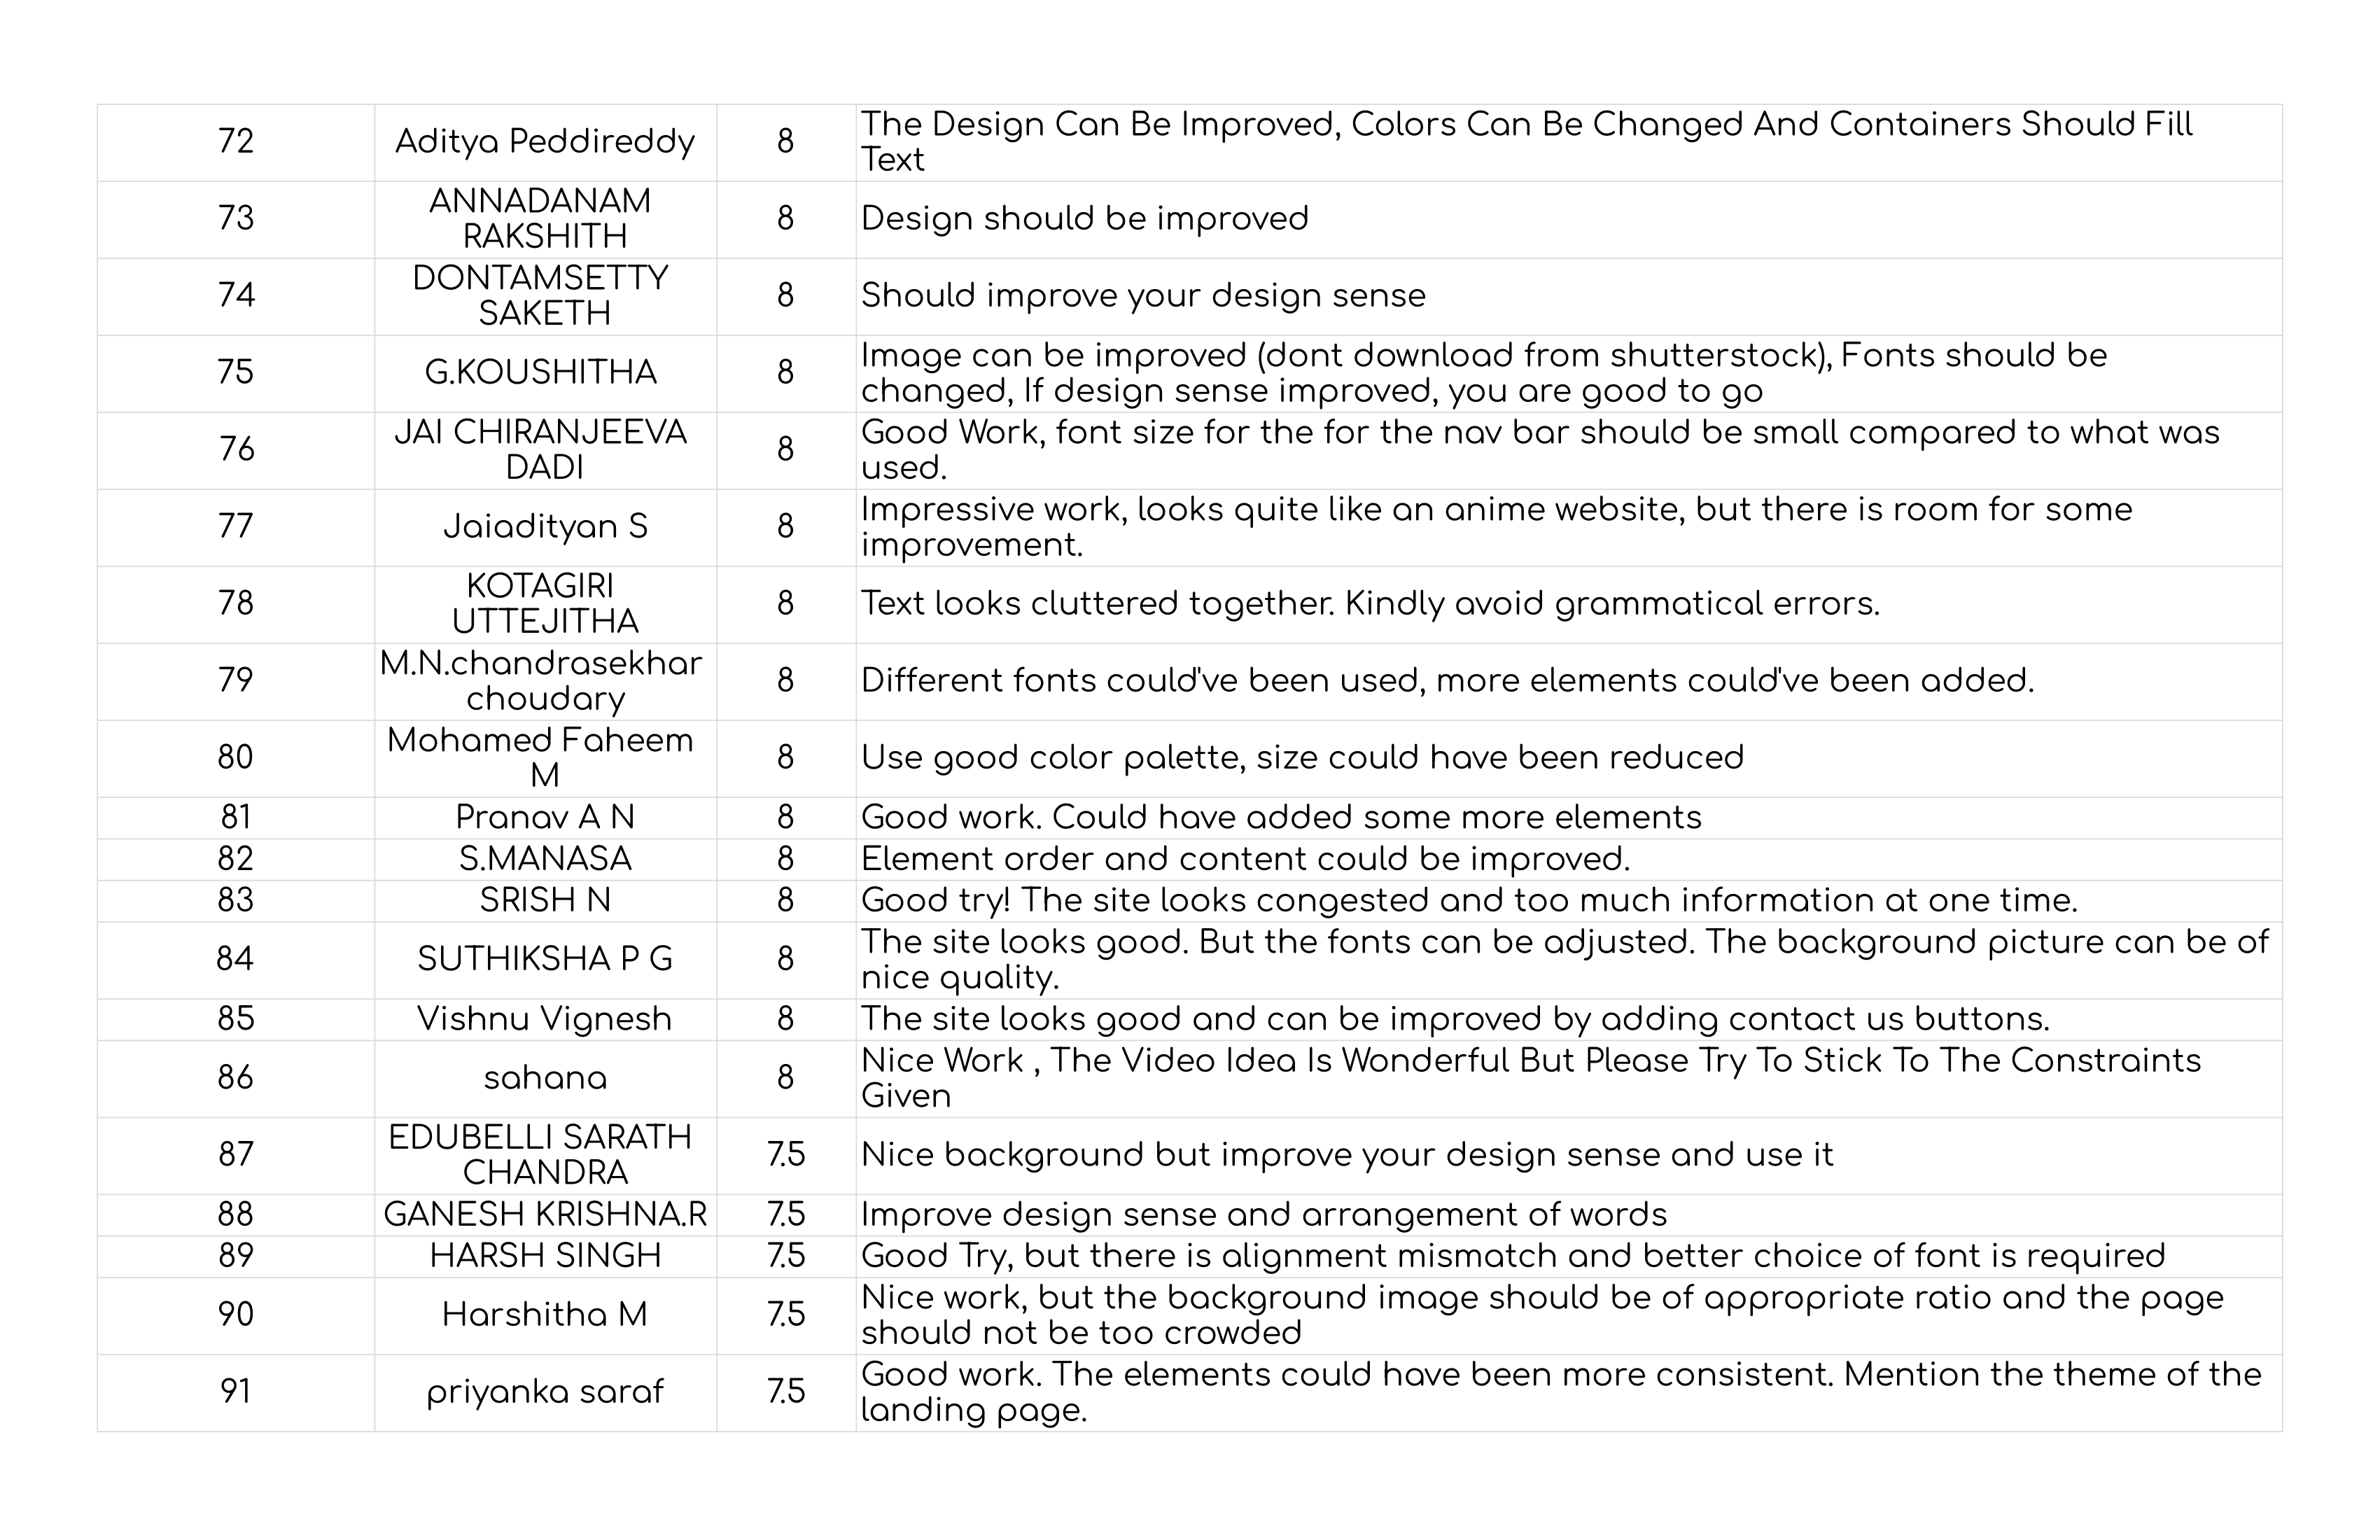 72 Aditya Peddireddy 8 The Design Can Be Improved, Colors Can Be Changed And Containers Should Fill
Text
73 ANNADANAM
RAKSHITH 8 Design should be improved
74 DONTAMSETTY
SAKETH 8 Should improve your design sense
75 G.KOUSHITHA 8 Image can be improved (dont download from shutterstock), Fonts should be
changed, If design sense improved, you are good to go
76 JAI CHIRANJEEVA
DADI 8 Good Work, font size for the for the nav bar should be small compared to what was
used.
77 Jaiadityan S 8 Impressive work, looks quite like an anime website, but there is room for some
improvement.
78 KOTAGIRI
UTTEJITHA 8 Text looks cluttered together. Kindly avoid grammatical errors.
79 M.N.chandrasekhar
choudary 8 Different fonts could've been used, more elements could've been added.
80 Mohamed Faheem
M 8 Use good color palette, size could have been reduced
81 Pranav A N 8 Good work. Could have added some more elements
82 S.MANASA 8 Element order and content could be improved.
83 SRISH N 8 Good try! The site looks congested and too much information at one time.
84 SUTHIKSHA P G 8 The site looks good. But the fonts can be adjusted. The background picture can be of
nice quality.
85 Vishnu Vignesh 8 The site looks good and can be improved by adding contact us buttons.
86 sahana 8 Nice Work , The Video Idea Is Wonderful But Please Try To Stick To The Constraints
Given
87 EDUBELLI SARATH
CHANDRA 7.5 Nice background but improve your design sense and use it
88 GANESH KRISHNA.R 7.5 Improve design sense and arrangement of words
89 HARSH SINGH 7.5 Good Try, but there is alignment mismatch and better choice of font is required
90 Harshitha M 7.5 Nice work, but the background image should be of appropriate ratio and the page
should not be too crowded
91 priyanka saraf 7.5 Good work. The elements could have been more consistent. Mention the theme of the
landing page.